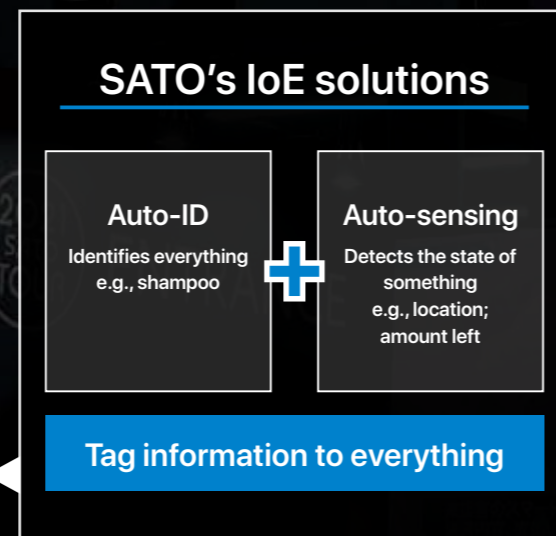 SATO's IoE solutions
Auto-ID
Identifies everything
e.g., shampoo
Auto-sensing
Detects the state of
something
e.g., location;
amount left
Tag information to everything